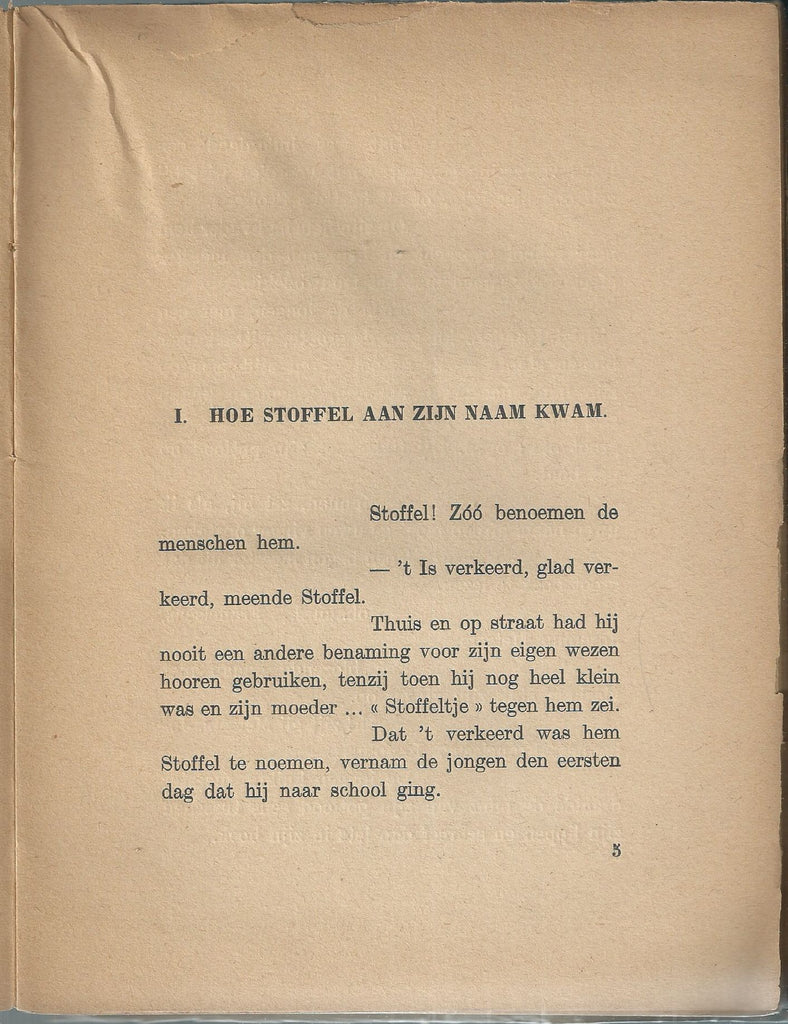 I. HOE STOFFEL AAN ZIJN NAAM KWAM.
Stoffel! Zóó benoemen de
menschen hem.
— 't Is verkeerd, glad ver-
keerd, meende Stoffel.
Thuis en op straat had hij
nooit een andere benaming voor zijn eigen wezen
hooren gebruiken, tenzij toen hij nog heel klein
was en zijn moeder ... « Stoffeltje » tegen hem zei.
Dat 't verkeerd was hem
Stoffel te noemen, vernam de jongen den eersten
dag dat hij naar school ging.
5